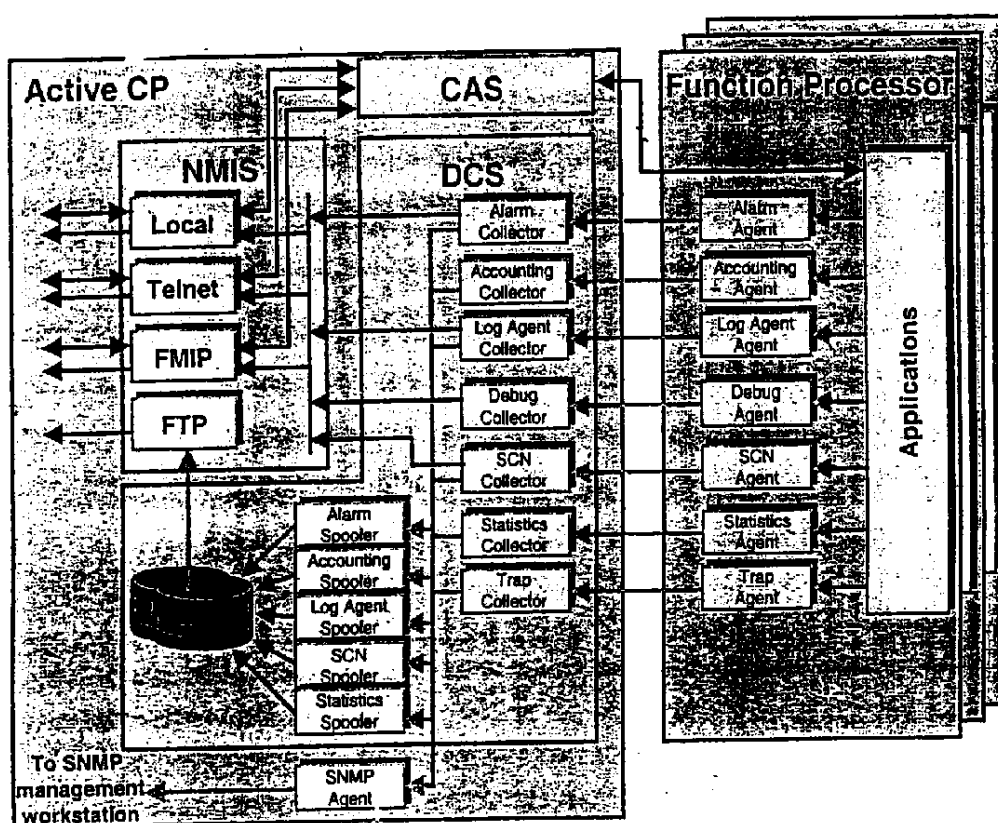 Active CP
CAS
Function Processor
NMIS
DCS
Local
Telnet
FMIP
FTP
Alarm
Collector
Accounting
Collector
Log Agent
Collector
Debug
Collector
SCN
Collector
Statistics
Collector
Trap
Collector
Alarm
Agent
Accounting
Agent
Log Agent
Agent
Debug
Agent
SCN
Agent
Statistics
Agent
Trap
Agent
Applications
Alarm
Spooler
Accounting
Spooler
Log Agent
Spooler
SCN
Spooler
Statistics
Spooler
SNMP
Agent
To SNMP
management
workstation